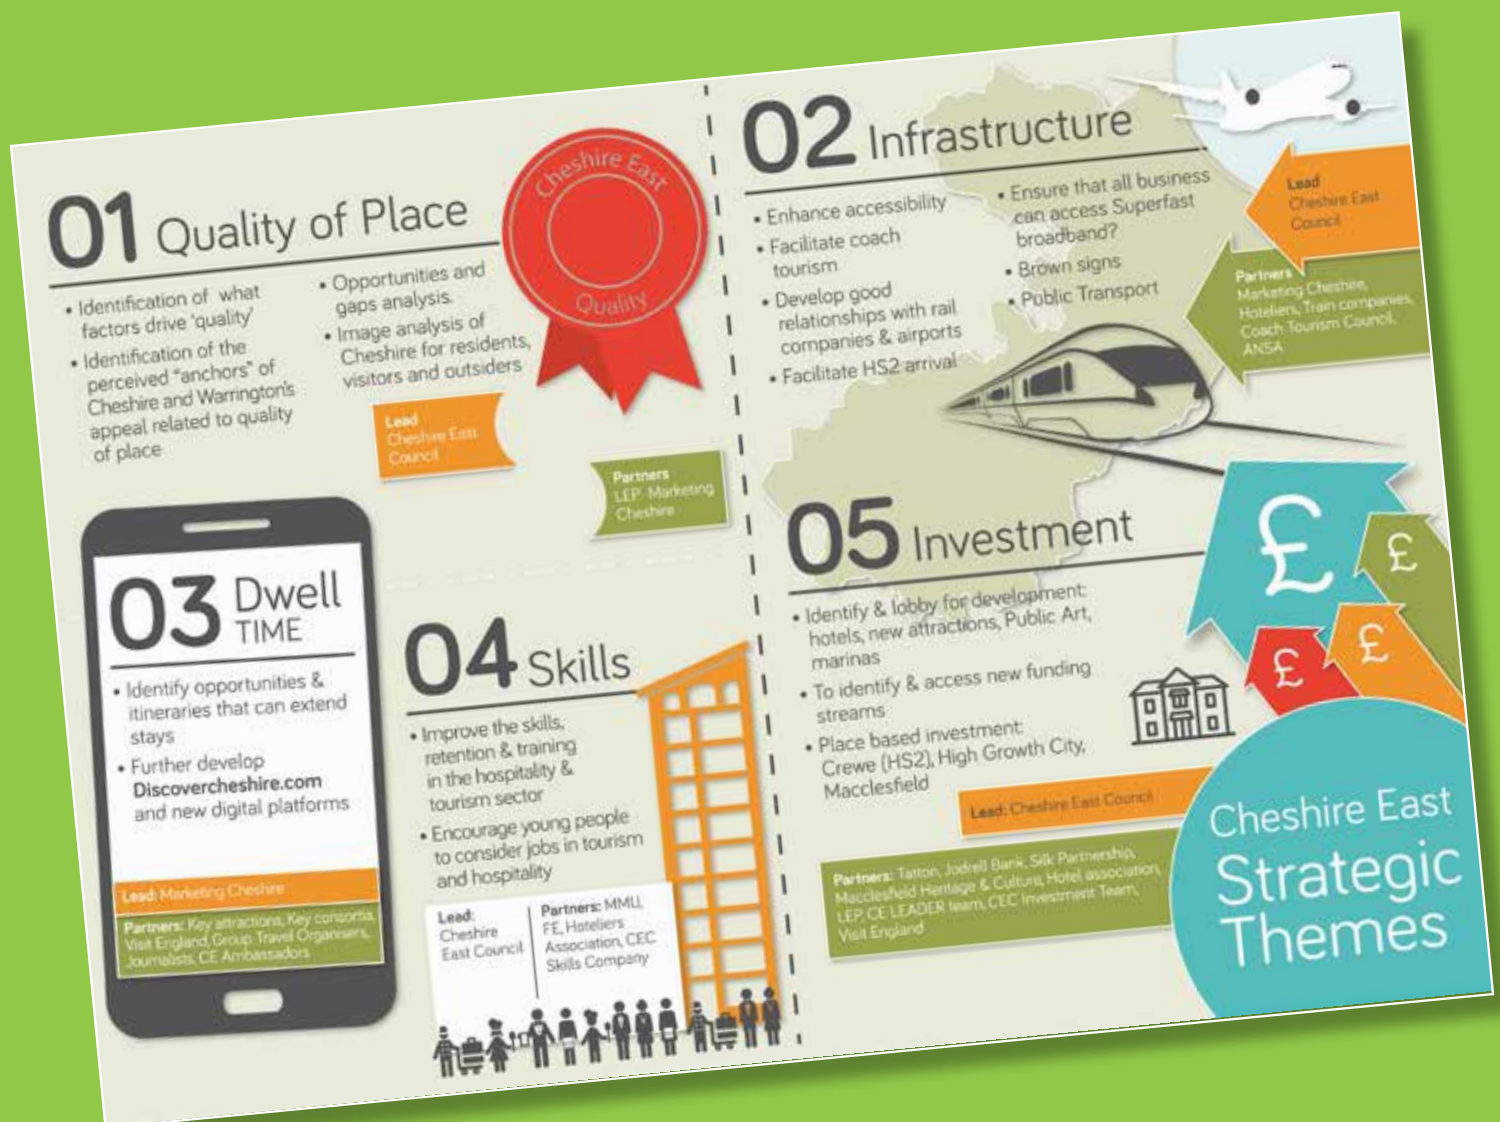 01 Quality of Place
• Identification of what
factors drive 'quality'
• Identification of the
perceived "anchors" of
Cheshire and Warrington's
appeal related to quality
of place
• Opportunities and
gaps analysis.
• Image analysis of
Cheshire for residents,
visitors and outsiders
Cheshire East
Quality
Lead
Cheshire East
Council
Partners
LEP Marketing
Cheshire
02 Infrastructure
• Enhance accessibility
• Facilitate coach
tourism
• Develop good
relationships with rail
companies & airports
• Facilitate HS2 arrival
• Ensure that all business
can access Superfast
broadband?
• Brown signs
• Public Transport
Lead
Cheshire East
Council
Partners
Marketing Cheshire,
Hoteliers, Train companies,
Coach Tourism Council,
ANSA
03 Dwell
TIME
• Identify opportunities &
itineraries that can extend
stays
• Further develop
Discovercheshire.com
and new digital platforms
Lead: Marketing Cheshire
Partners: Key attractions, Key consortia,
Visit England, Group Travel Organisers,
Journalists, CE Ambassadors
04 Skills
• Improve the skills,
retention & training
in the hospitality &
tourism sector
• Encourage young people
to consider jobs in tourism
and hospitality
Lead:
Cheshire
East Council
Partners: MMU,
FE, Hoteliers
Association, CEC
Skills Company
05 Investment
• Identify & lobby for development:
hotels, new attractions, Public Art,
marinas
• To identify & access new funding
streams
• Place based investment:
Crewe (HS2), High Growth City,
Macclesfield
Lead: Cheshire East Council
Partners: Tatton, Jodrell Bank, Silk Partnership,
Macclesfield Heritage & Culture, Hotel association,
LEP, CE LEADER team, CEC Investment Team,
Visit England
£
£
£
£
Cheshire East
Strategic
Themes